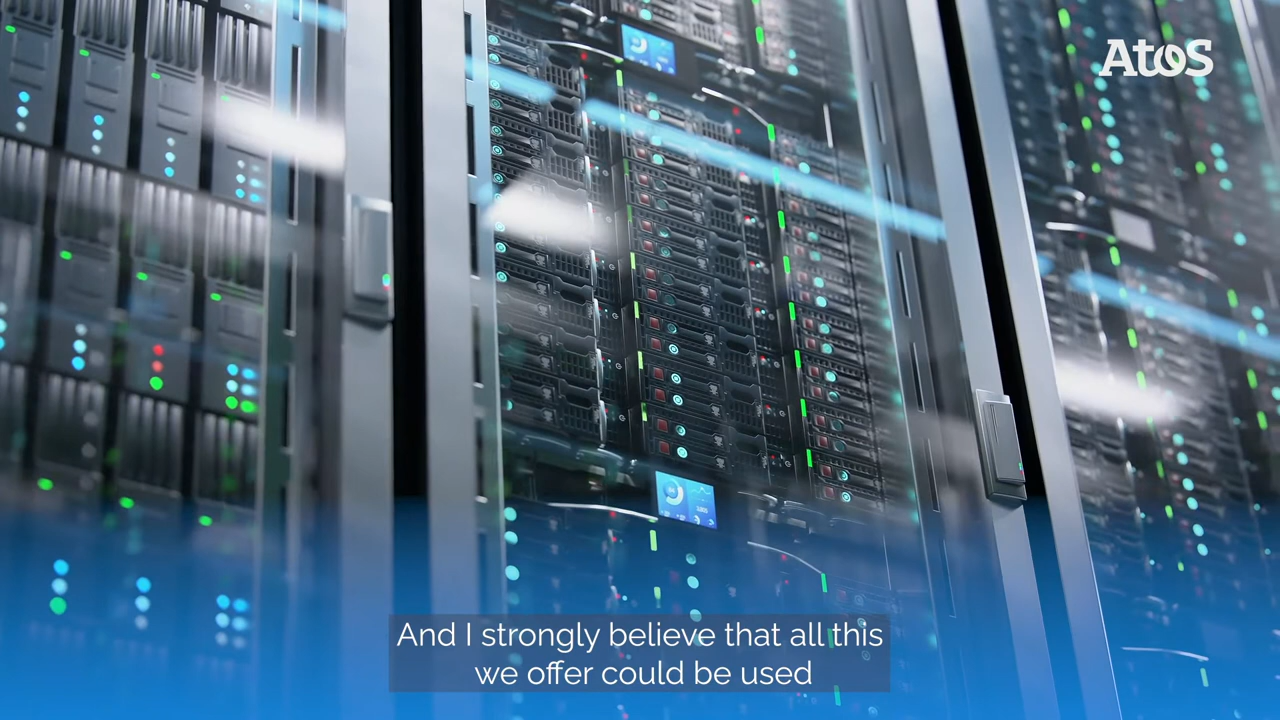 Atos
And I strongly believe that all this
we offer could be used